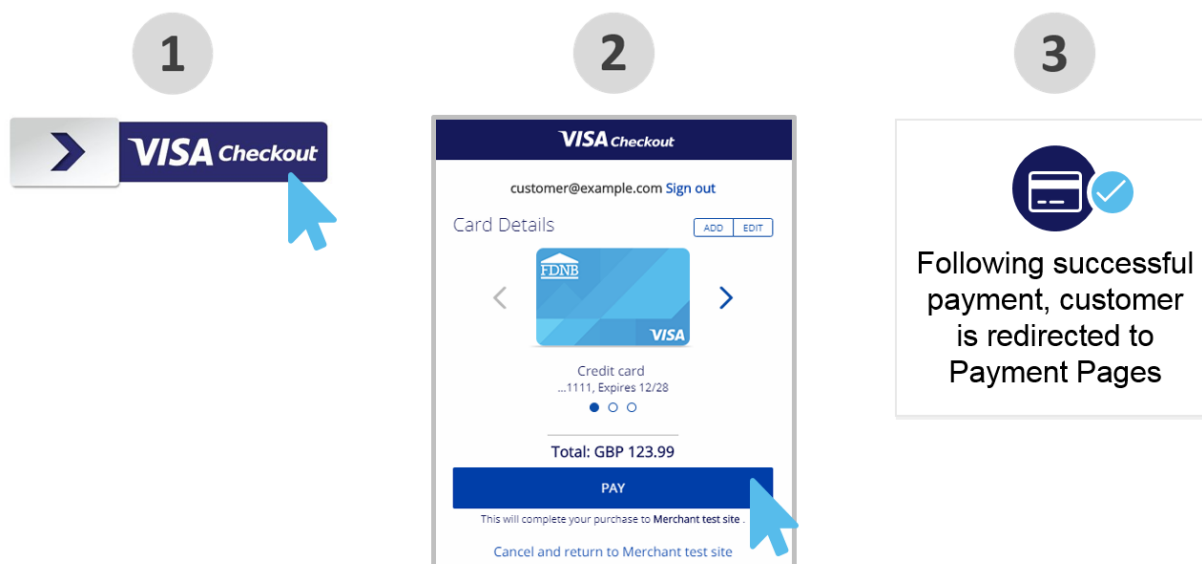 1
VISA Checkout
2
VISA Checkout
customer@example.com Sign out
Card Details
ADD EDIT
FDNB
VISA
Credit card
...1111, Expires 12/28
Total: GBP 123.99
PAY
This will complete your purchase to Merchant test site .
Cancel and return to Merchant test site
3
Following successful
payment, customer
is redirected to
Payment Pages